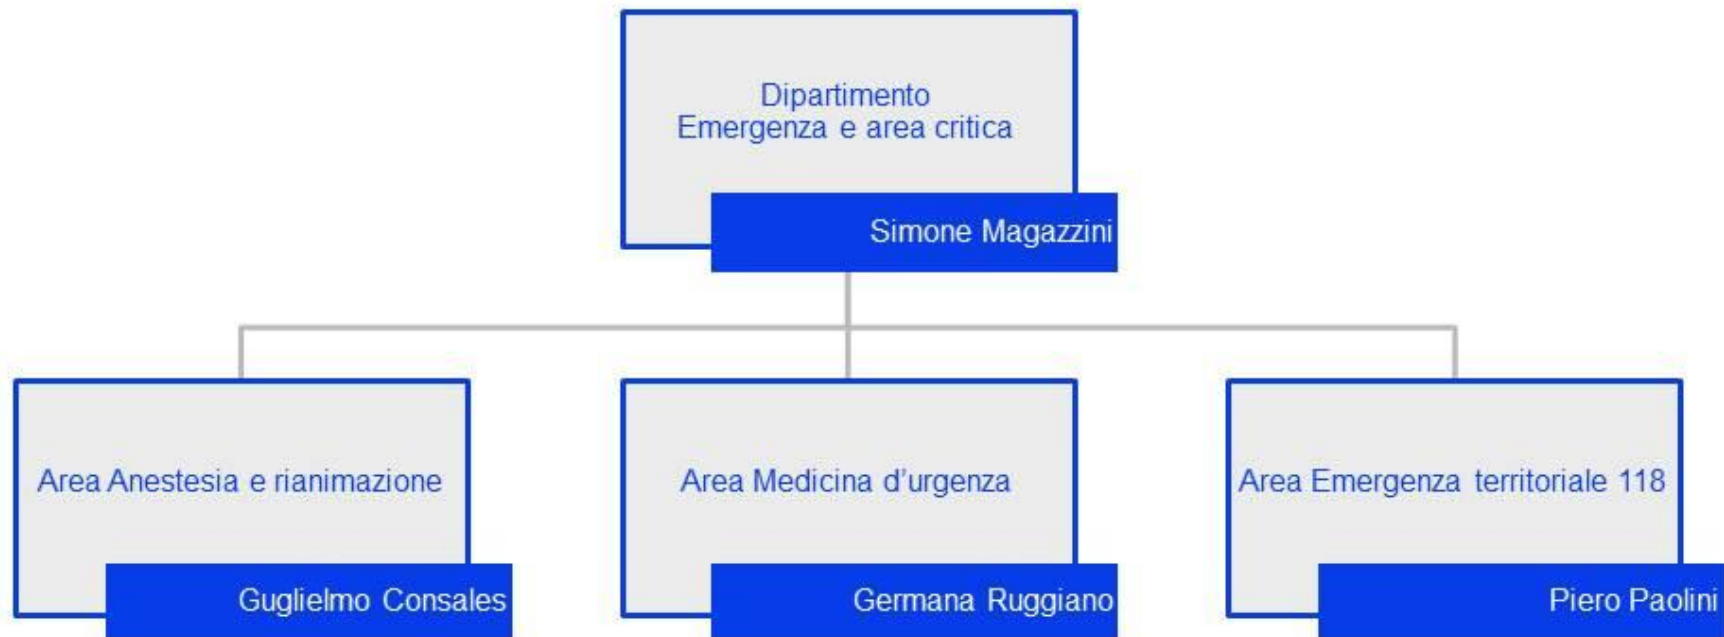 Dipartimento
Emergenza e area critica
Simone Magazzini
Area Anestesia e rianimazione
Guglielmo Consales
Area Medicina d’urgenza
Germana Ruggiano
Area Emergenza territoriale 118
Piero Paolini